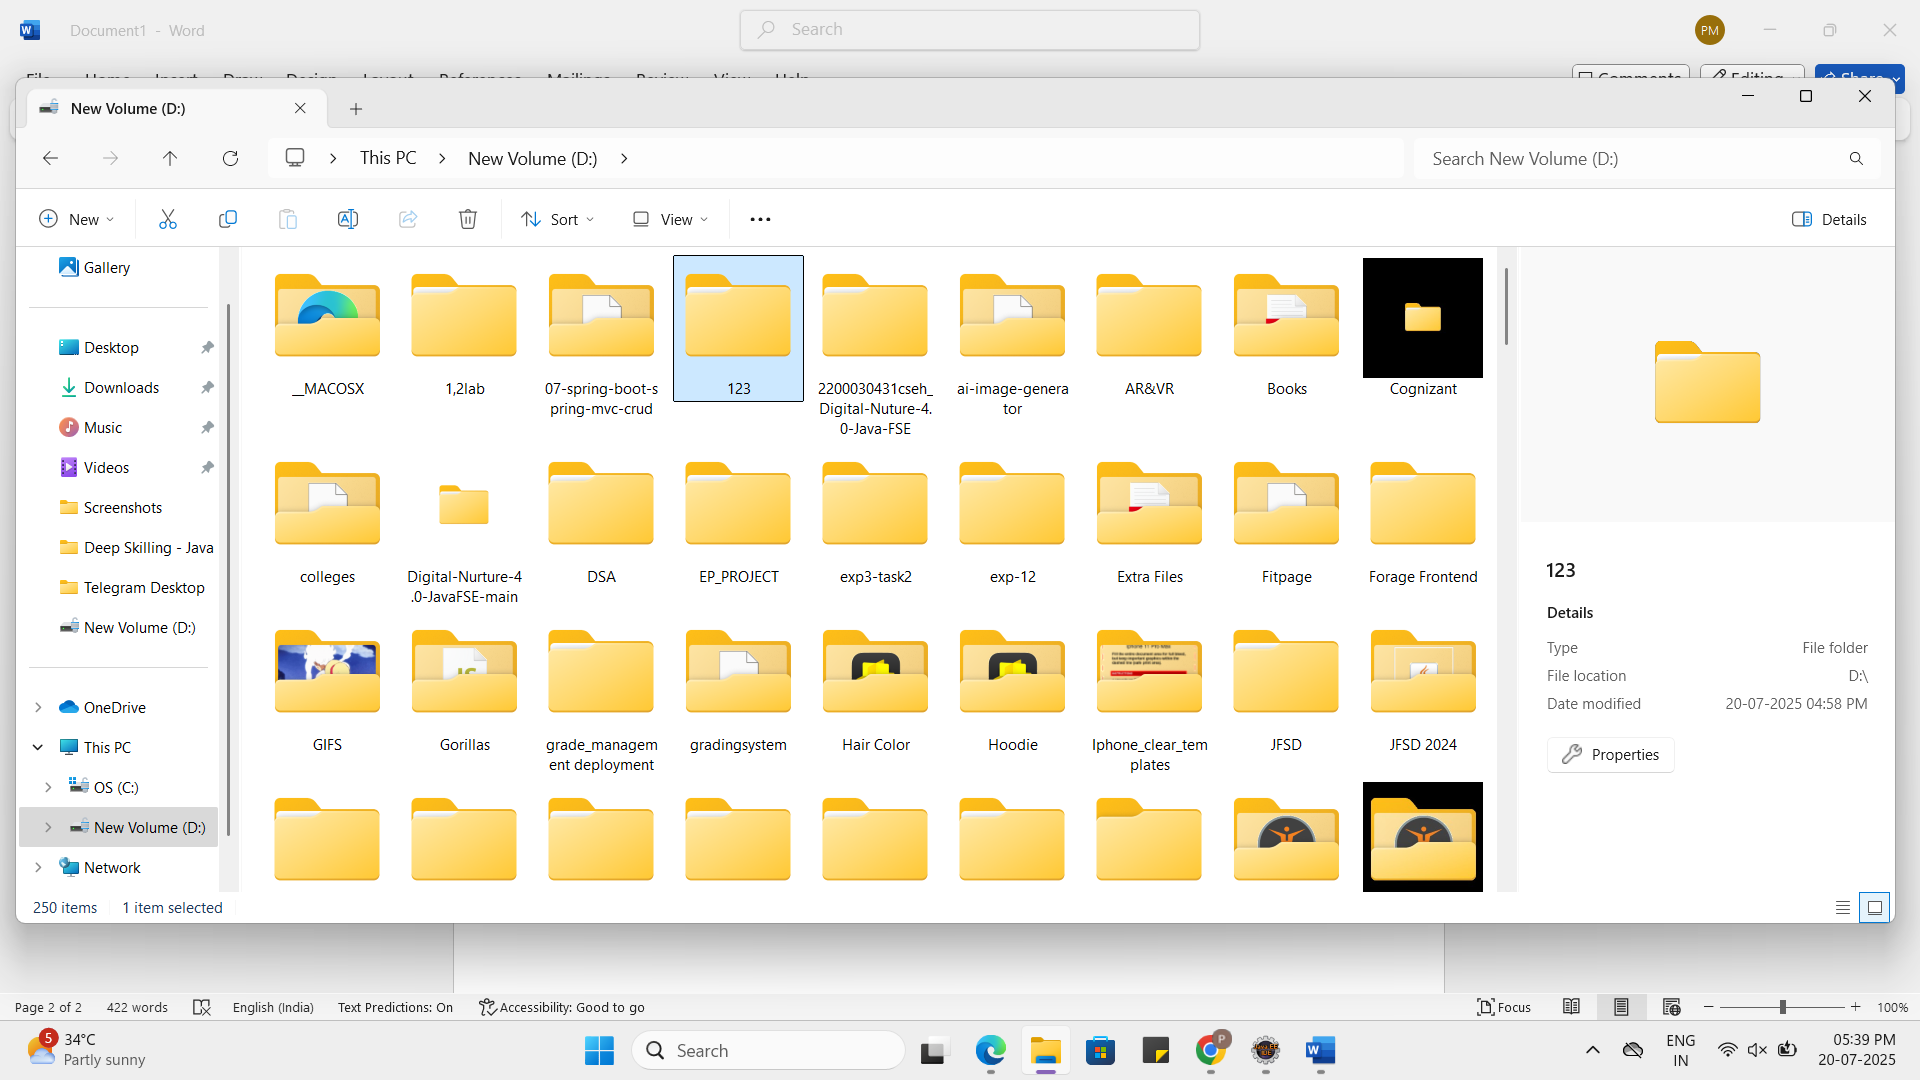 Document1 - Word
Search
PM
New Volume (D:)
This PC
New Volume (D:)
Search New Volume (D:)
New
Sort
View
Details
Gallery
Desktop
Downloads
Music
Videos
Screenshots
Deep Skilling - Java
Telegram Desktop
New Volume (D:)
OneDrive
This PC
OS (C:)
New Volume (D:)
Network
__MACOSX
1,2lab
07-spring-boot-s
pring-mvc-crud
123
2200030431cseh_
Digital-Nuture-4.
0-Java-FSE
ai-image-genera
tor
AR&VR
Books
Cognizant
colleges
Digital-Nurture-4
.0-JavaFSE-main
DSA
EP_PROJECT
exp3-task2
exp-12
Extra Files
Fitpage
Forage Frontend
GIFS
Gorillas
grade_managem
ent deployment
gradingsystem
Hair Color
Hoodie
Iphone_clear_tem
plates
JFSD
JFSD 2024
123
Details
Type File folder
File location D:\
Date modified 20-07-2025 04:58 PM
Properties
250 items 1 item selected
Page 2 of 2 422 words English (India) Text Predictions: On Accessibility: Good to go
Focus
100%
5
34°C
Partly sunny
Search
P
ENG
IN
05:39 PM
20-07-2025